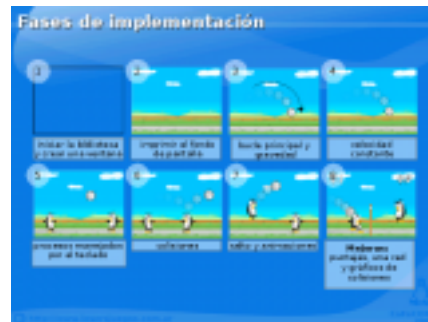 Fases de implementación
1
2
3
4
iniciar la biblioteca
y crear una ventana
imprimir el fondo
de pantalla
bucle principal y
gravedad
velocidad
constante
5
6
7
8
procesos manejados
por el teclado
colisiones
salto y animaciones
Mejoras:
puntajes, una red
y gráficos de
colisiones